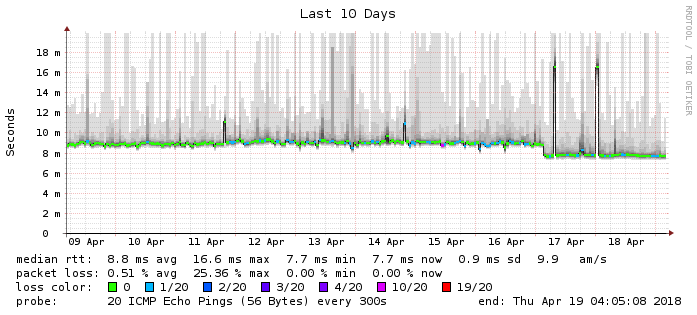 Last 10 Days
RRDTOOL / TOBI OETIKER
Seconds
18 m
16 m
14 m
12 m
10 m
8 m
6 m
4 m
2 m
0
09 Apr 10 Apr 11 Apr 12 Apr 13 Apr 14 Apr 15 Apr 16 Apr 17 Apr 18 Apr
median rtt: 8.8 ms avg 16.6 ms max 7.7 ms min 7.7 ms now 0.9 ms sd 9.9 am/s
packet loss: 0.51 % avg 25.36 % max 0.00 % min 0.00 % now
loss color: 0 1/20 2/20 3/20 4/20 10/20 19/20
probe: 20 ICMP Echo Pings (56 Bytes) every 300s end: Thu Apr 19 04:05:08 2018